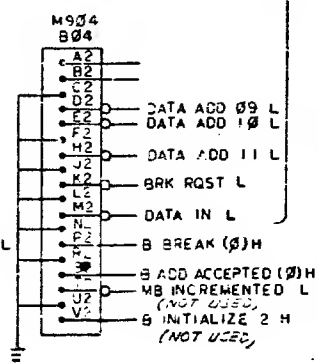 M904
B04
A2
B2
C2
D2
E2 DATA ADD Ø9 L
F2 DATA ADD 1Ø L
H2 DATA ADD 11 L
J2
K2 BRK RQST L
L2
M2 DATA IN L
N2
L
P2 B BREAK (Ø) H
R2
B ADD ACCEPTED (Ø) H
MB INCREMENTED L
U2 (NOT USED)
V2 B INITIALIZE 2 H
(NOT USED)